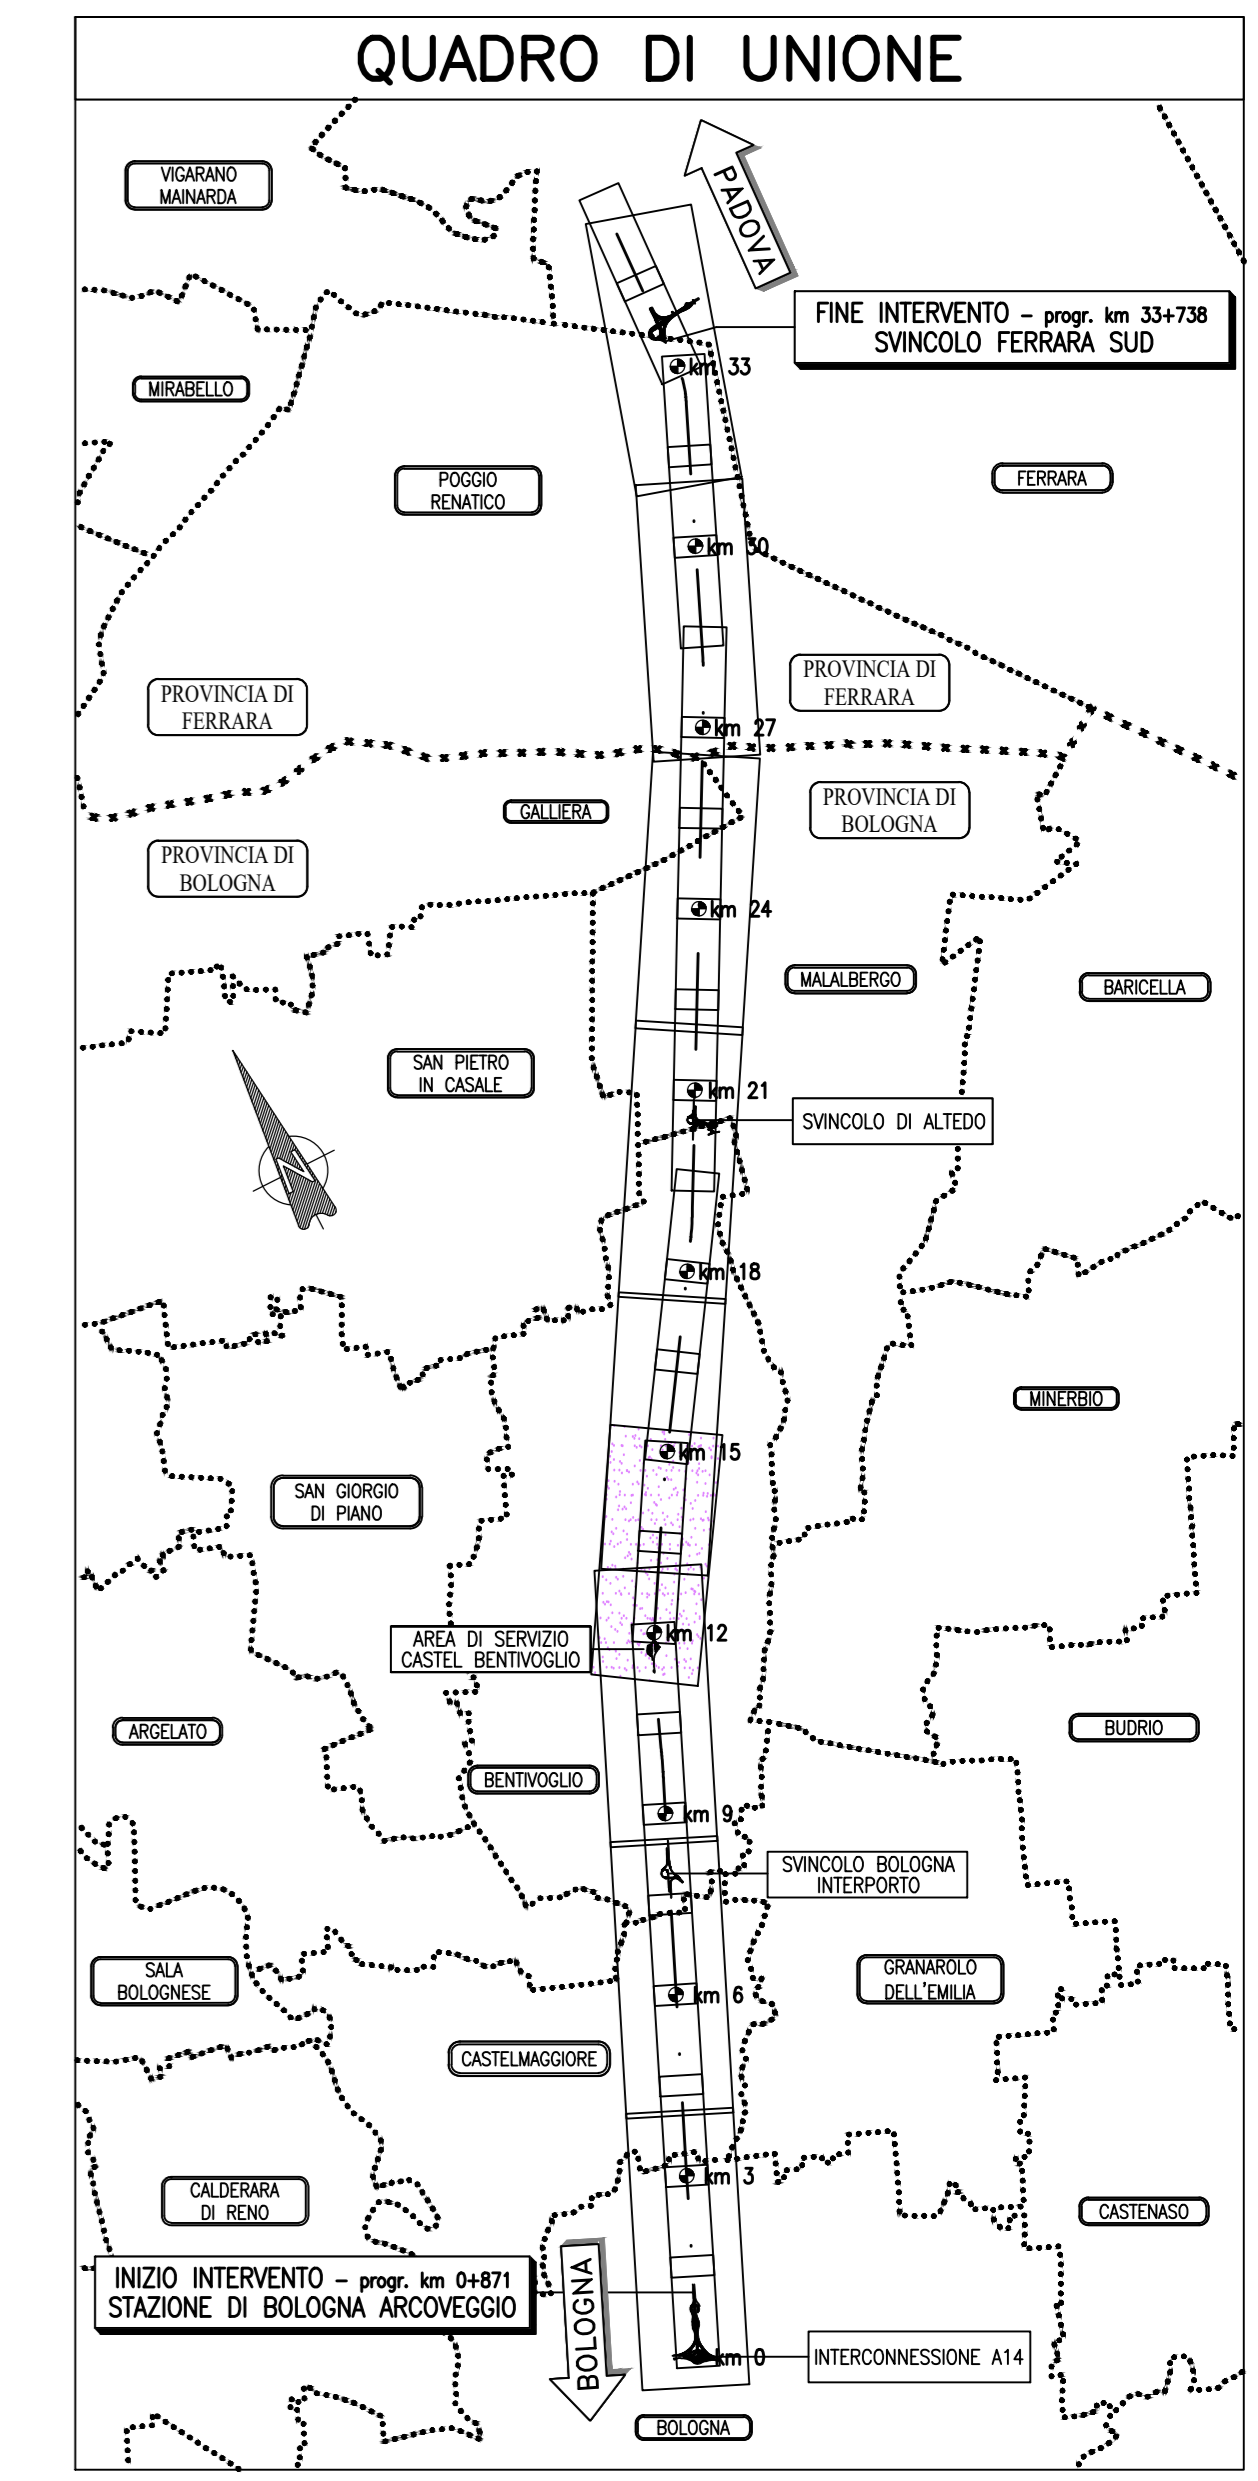 QUADRO DI UNIONE
VIGARANO
MAINARDA
PADOVA
FINE INTERVENTO – progr. km 33+738
SVINCOLO FERRARA SUD
km 33
MIRABELLO
POGGIO
RENATICO
FERRARA
km 30
PROVINCIA DI
FERRARA
PROVINCIA DI
FERRARA
km 27
GALLIERA
PROVINCIA DI
BOLOGNA
PROVINCIA DI
BOLOGNA
km 24
MALALBERGO
BARICELLA
SAN PIETRO
IN CASALE
km 21
SVINCOLO DI ALTEDO
N
km 18
MINERBIO
km 15
SAN GIORGIO
DI PIANO
km 12
AREA DI SERVIZIO
CASTEL BENTIVOGLIO
ARGELATO
BUDRIO
BENTIVOGLIO
km 9
SVINCOLO BOLOGNA
INTERPORTO
SALA
BOLOGNESE
GRANAROLO
DELL'EMILIA
km 6
CASTELMAGGIORE
km 3
CALDERARA
DI RENO
CASTENASO
INIZIO INTERVENTO – progr. km 0+871
STAZIONE DI BOLOGNA ARCOVEGGIO
BOLOGNA
km 0
INTERCONNESSIONE A14
BOLOGNA